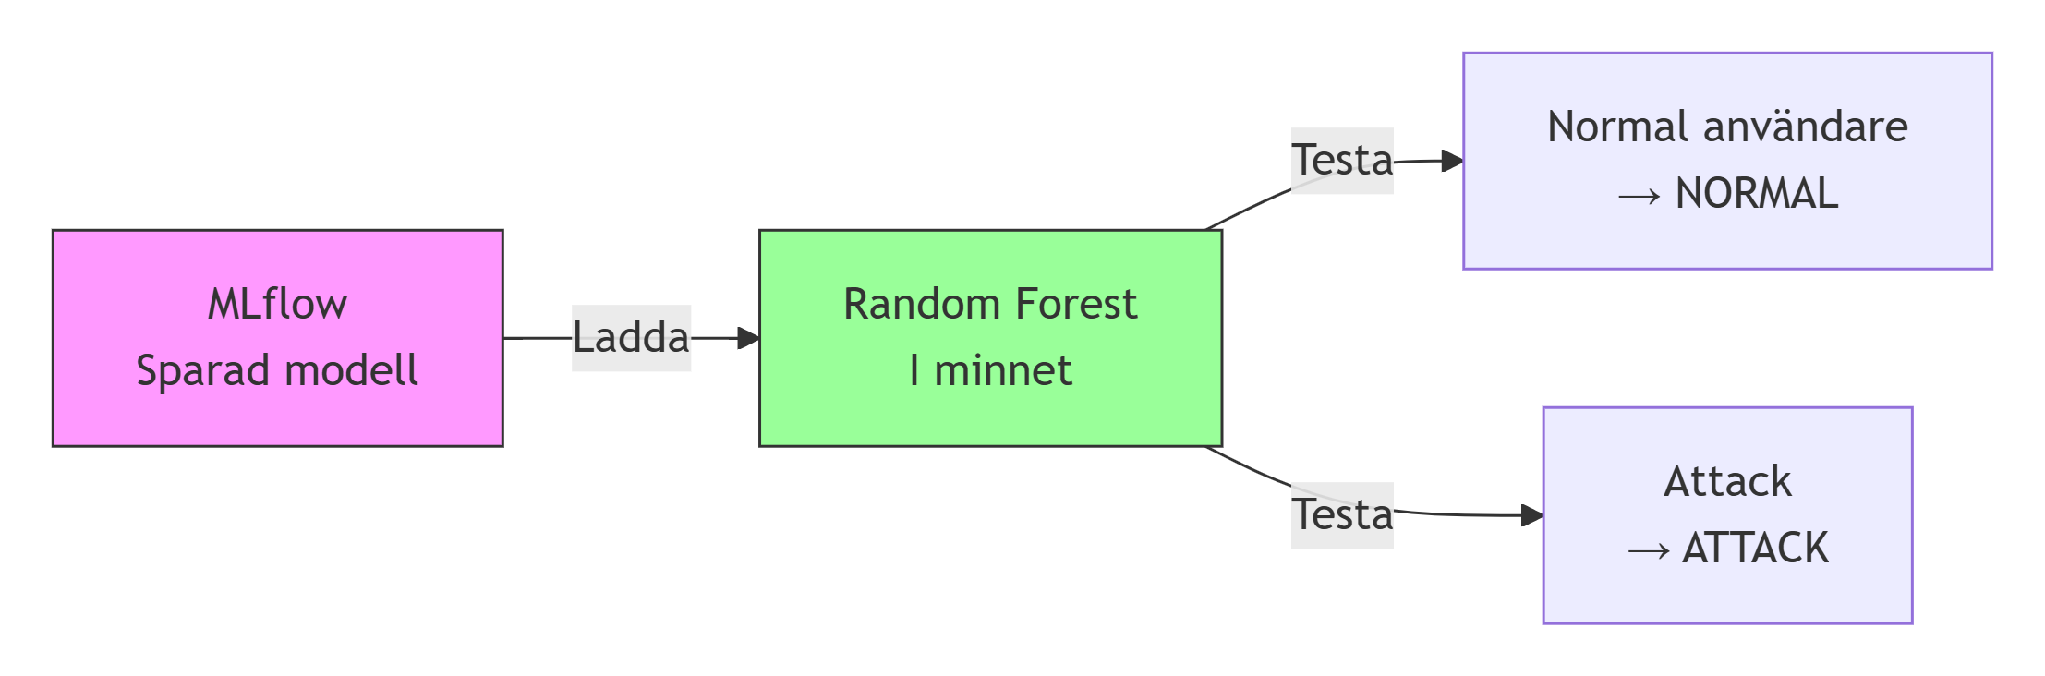 MLflow
Sparad modell
Ladda
Random Forest
I minnet
Testa
Normal användare
→ NORMAL
Testa
Attack
→ ATTACK